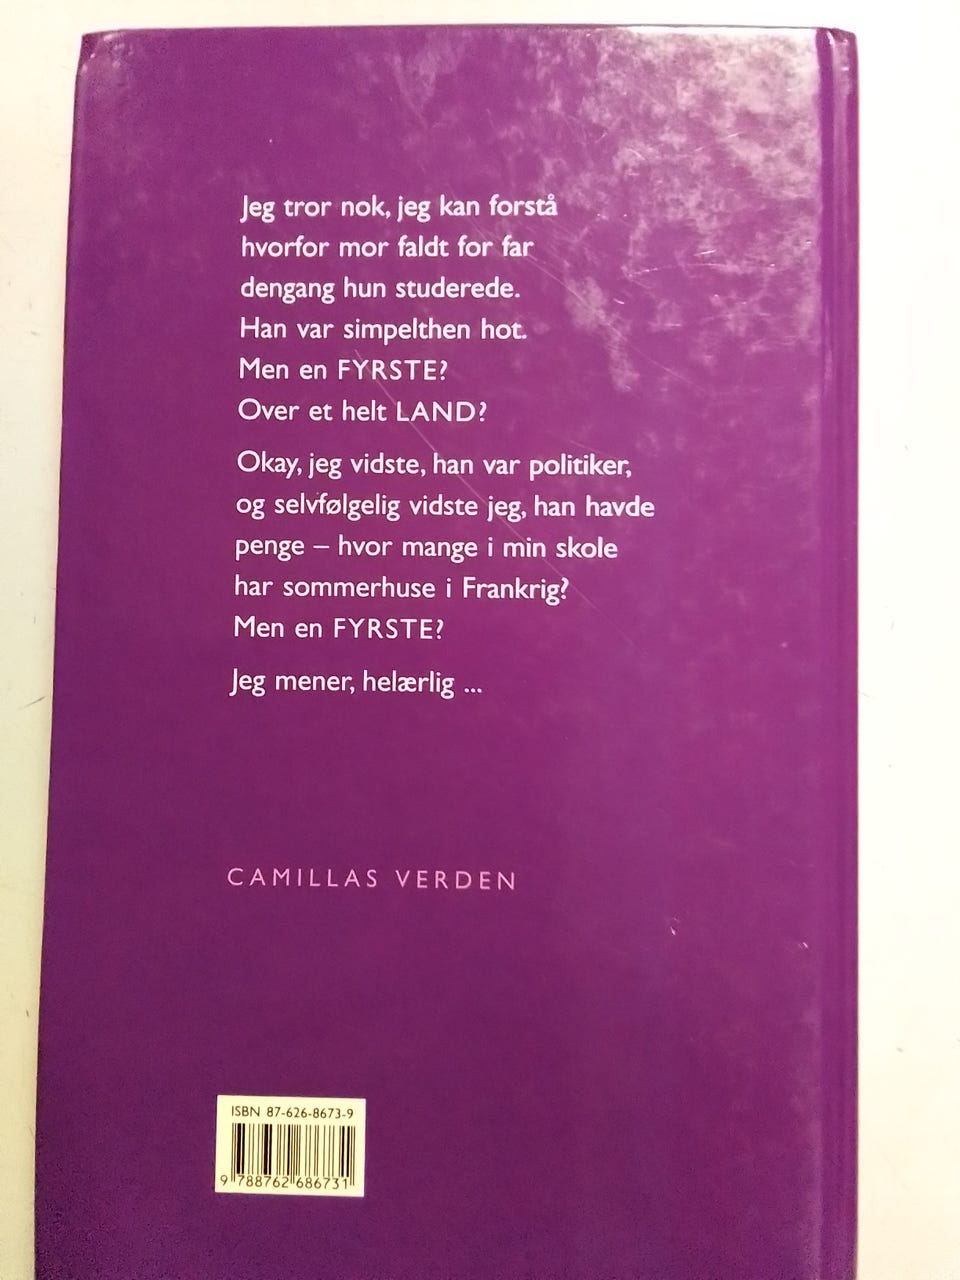 Jeg tror nok, jeg kan forstå
hvorfor mor faldt for far
dengang hun studerede.
Han var simpelthen hot.
Men en FYRSTE?
Over et helt LAND?
Okay, jeg vidste, han var politiker,
og selvfølgelig vidste jeg, han havde
penge – hvor mange i min skole
har sommerhuse i Frankrig?
Men en FYRSTE?
Jeg mener, helærlig ...
CAMILLAS VERDEN
ISBN 87-626-8673-9
9 788762 686731